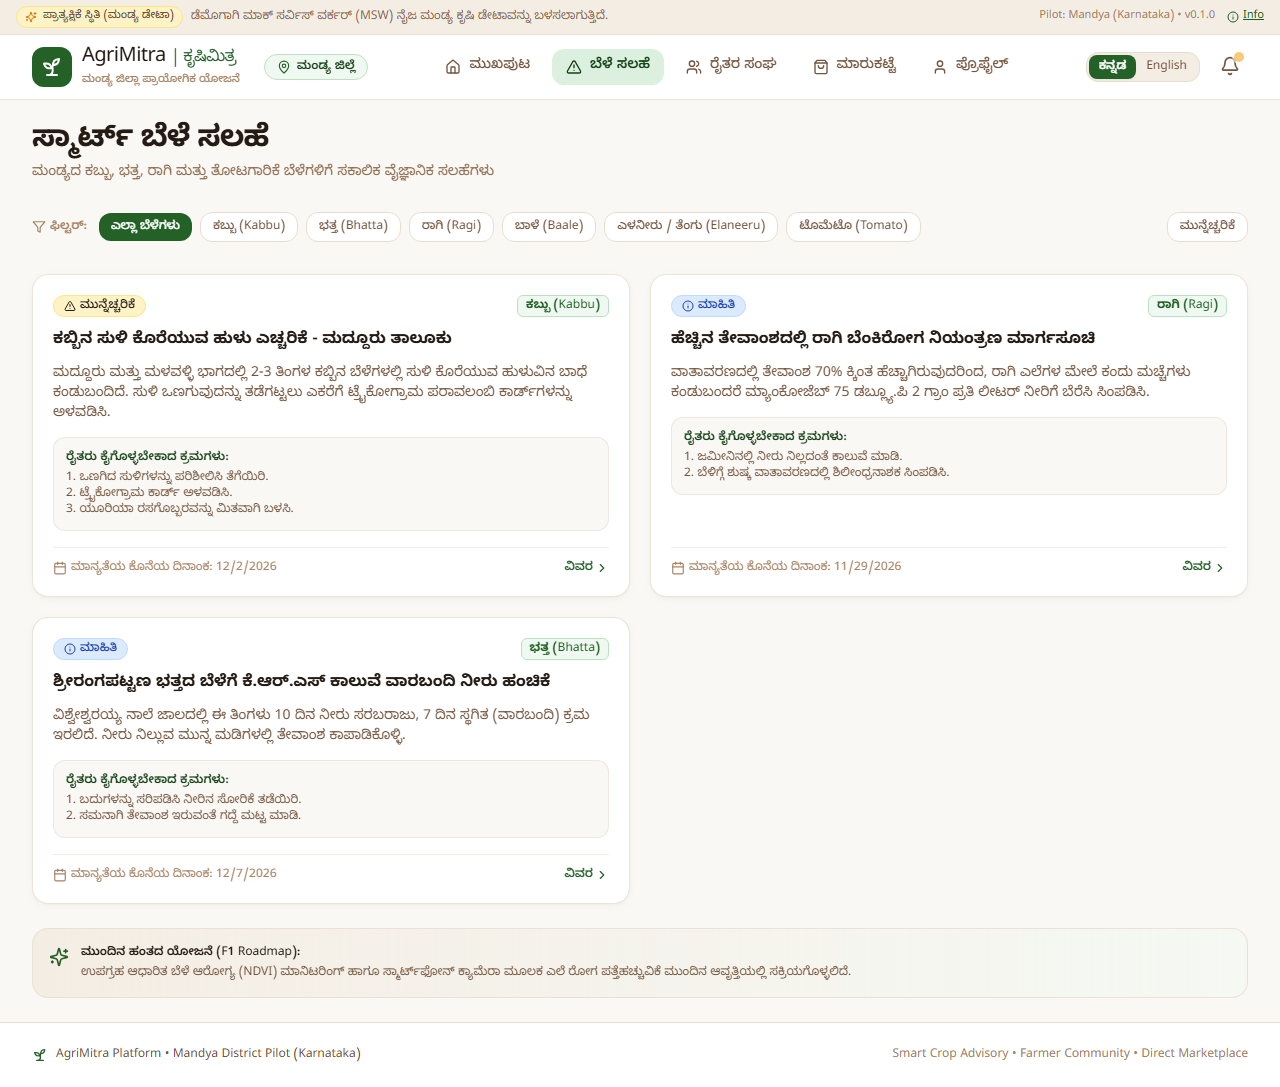 ಪ್ರಾತ್ಯಕ್ಷಿಕೆ ಸ್ಥಿತಿ (ಮಂಡ್ಯ ಡೇಟಾ) ಡೆಮೊಗಾಗಿ ಮಾಕ್ ಸರ್ವಿಸ್ ವರ್ಕರ್ (MSW) ನೈಜ ಮಂಡ್ಯ ಕೃಷಿ ಡೇಟಾವನ್ನು ಬಳಸಲಾಗುತ್ತಿದೆ. Pilot: Mandya (Karnataka) • v0.1.0 Info
AgriMitra | ಕೃಷಿಮಿತ್ರ
ಮಂಡ್ಯ ಜಿಲ್ಲಾ ಪ್ರಾಯೋಗಿಕ ಯೋಜನೆ
ಮಂಡ್ಯ ಜಿಲ್ಲೆ ಮುಖಪುಟ ಬೆಳೆ ಸಲಹೆ ರೈತರ ಸಂಘ ಮಾರುಕಟ್ಟೆ ಪ್ರೊಫೈಲ್ ಕನ್ನಡ English
ಸ್ಮಾರ್ಟ್ ಬೆಳೆ ಸಲಹೆ
ಮಂಡ್ಯದ ಕಬ್ಬು, ಭತ್ತ, ರಾಗಿ ಮತ್ತು ತೋಟಗಾರಿಕೆ ಬೆಳೆಗಳಿಗೆ ಸಕಾಲಿಕ ವೈಜ್ಞಾನಿಕ ಸಲಹೆಗಳು
ಫಿಲ್ಟರ್: ಎಲ್ಲಾ ಬೆಳೆಗಳು ಕಬ್ಬು (Kabbu) ಭತ್ತ (Bhatta) ರಾಗಿ (Ragi) ಬಾಳೆ (Baale) ಎಳನೀರು / ತೆಂಗು (Elaneeru) ಟೊಮೆಟೊ (Tomato) ಮುನ್ನೆಚ್ಚರಿಕೆ
ಮುನ್ನೆಚ್ಚರಿಕೆ ಕಬ್ಬು (Kabbu)
ಕಬ್ಬಿನ ಸುಳಿ ಕೊರೆಯುವ ಹುಳು ಎಚ್ಚರಿಕೆ - ಮದ್ದೂರು ತಾಲೂಕು
ಮದ್ದೂರು ಮತ್ತು ಮಳವಳ್ಳಿ ಭಾಗದಲ್ಲಿ 2-3 ತಿಂಗಳ ಕಬ್ಬಿನ ಬೆಳೆಗಳಲ್ಲಿ ಸುಳಿ ಕೊರೆಯುವ ಹುಳುವಿನ ಬಾಧೆ
ಕಂಡುಬಂದಿದೆ. ಸುಳಿ ಒಣಗುವುದನ್ನು ತಡೆಗಟ್ಟಲು ಎಕರೆಗೆ ಟ್ರೈಕೋಗ್ರಾಮ ಪರಾವಲಂಬಿ ಕಾರ್ಡ್‌ಗಳನ್ನು
ಅಳವಡಿಸಿ.
ರೈತರು ಕೈಗೊಳ್ಳಬೇಕಾದ ಕ್ರಮಗಳು:
1. ಒಣಗಿದ ಸುಳಿಗಳನ್ನು ಪರಿಶೀಲಿಸಿ ತೆಗೆಯಿರಿ.
2. ಟ್ರೈಕೋಗ್ರಾಮ ಕಾರ್ಡ್ ಅಳವಡಿಸಿ.
3. ಯೂರಿಯಾ ರಸಗೊಬ್ಬರವನ್ನು ಮಿತವಾಗಿ ಬಳಸಿ.
ಮಾನ್ಯತೆಯ ಕೊನೆಯ ದಿನಾಂಕ: 12/2/2026 ವಿವರ
ಮಾಹಿತಿ ರಾಗಿ (Ragi)
ಹೆಚ್ಚಿನ ತೇವಾಂಶದಲ್ಲಿ ರಾಗಿ ಬೆಂಕಿರೋಗ ನಿಯಂತ್ರಣ ಮಾರ್ಗಸೂಚಿ
ವಾತಾವರಣದಲ್ಲಿ ತೇವಾಂಶ 70% ಕ್ಕಿಂತ ಹೆಚ್ಚಾಗಿರುವುದರಿಂದ, ರಾಗಿ ಎಲೆಗಳ ಮೇಲೆ ಕಂದು ಮಚ್ಚೆಗಳು
ಕಂಡುಬಂದರೆ ಮ್ಯಾಂಕೋಜೆಬ್ 75 ಡಬ್ಲ್ಯೂ.ಪಿ 2 ಗ್ರಾಂ ಪ್ರತಿ ಲೀಟರ್ ನೀರಿಗೆ ಬೆರೆಸಿ ಸಿಂಪಡಿಸಿ.
ರೈತರು ಕೈಗೊಳ್ಳಬೇಕಾದ ಕ್ರಮಗಳು:
1. ಜಮೀನಿನಲ್ಲಿ ನೀರು ನಿಲ್ಲದಂತೆ ಕಾಲುವೆ ಮಾಡಿ.
2. ಬೆಳಿಗ್ಗೆ ಶುಷ್ಕ ವಾತಾವರಣದಲ್ಲಿ ಶಿಲೀಂಧ್ರನಾಶಕ ಸಿಂಪಡಿಸಿ.
ಮಾನ್ಯತೆಯ ಕೊನೆಯ ದಿನಾಂಕ: 11/29/2026 ವಿವರ
ಮಾಹಿತಿ ಭತ್ತ (Bhatta)
ಶ್ರೀರಂಗಪಟ್ಟಣ ಭತ್ತದ ಬೆಳೆಗೆ ಕೆ.ಆರ್.ಎಸ್ ಕಾಲುವೆ ವಾರಬಂದಿ ನೀರು ಹಂಚಿಕೆ
ವಿಶ್ವೇಶ್ವರಯ್ಯ ನಾಲೆ ಜಾಲದಲ್ಲಿ ಈ ತಿಂಗಳು 10 ದಿನ ನೀರು ಸರಬರಾಜು, 7 ದಿನ ಸ್ಥಗಿತ (ವಾರಬಂದಿ) ಕ್ರಮ
ಇರಲಿದೆ. ನೀರು ನಿಲ್ಲುವ ಮುನ್ನ ಮಡಿಗಳಲ್ಲಿ ತೇವಾಂಶ ಕಾಪಾಡಿಕೊಳ್ಳಿ.
ರೈತರು ಕೈಗೊಳ್ಳಬೇಕಾದ ಕ್ರಮಗಳು:
1. ಬದುಗಳನ್ನು ಸರಿಪಡಿಸಿ ನೀರಿನ ಸೋರಿಕೆ ತಡೆಯಿರಿ.
2. ಸಮನಾಗಿ ತೇವಾಂಶ ಇರುವಂತೆ ಗದ್ದೆ ಮಟ್ಟ ಮಾಡಿ.
ಮಾನ್ಯತೆಯ ಕೊನೆಯ ದಿನಾಂಕ: 12/7/2026 ವಿವರ
ಮುಂದಿನ ಹಂತದ ಯೋಜನೆ (F1 Roadmap):
ಉಪಗ್ರಹ ಆಧಾರಿತ ಬೆಳೆ ಆರೋಗ್ಯ (NDVI) ಮಾನಿಟರಿಂಗ್ ಹಾಗೂ ಸ್ಮಾರ್ಟ್‌ಫೋನ್ ಕ್ಯಾಮೆರಾ ಮೂಲಕ ಎಲೆ ರೋಗ ಪತ್ತೆಹಚ್ಚುವಿಕೆ ಮುಂದಿನ ಆವೃತ್ತಿಯಲ್ಲಿ ಸಕ್ರಿಯಗೊಳ್ಳಲಿದೆ.
AgriMitra Platform • Mandya District Pilot (Karnataka) Smart Crop Advisory • Farmer Community • Direct Marketplace